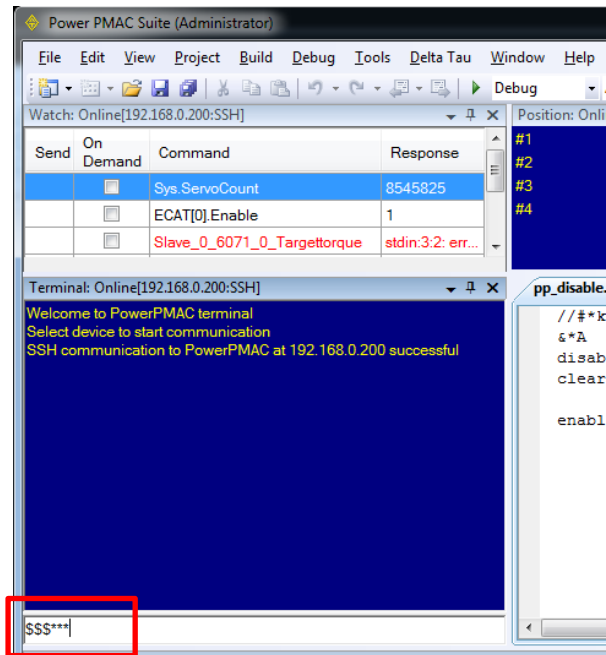 Power PMAC Suite (Administrator)
File Edit View Project Build Debug Tools Delta Tau Window Help
Debug
Watch: Online[192.168.0.200:SSH]
Send On Demand Command Response
Sys.ServoCount 8545825
ECAT[0].Enable 1
Slave_0_6071_0_Targettorque stdin:3:2: err...
Position: Onli
#1
#2
#3
#4
Terminal: Online[192.168.0.200:SSH]
Welcome to PowerPMAC terminal
Select device to start communication
SSH communication to PowerPMAC at 192.168.0.200 successful
$$$***
pp_disable.
//#*k
&*A
disab
clear
enabl